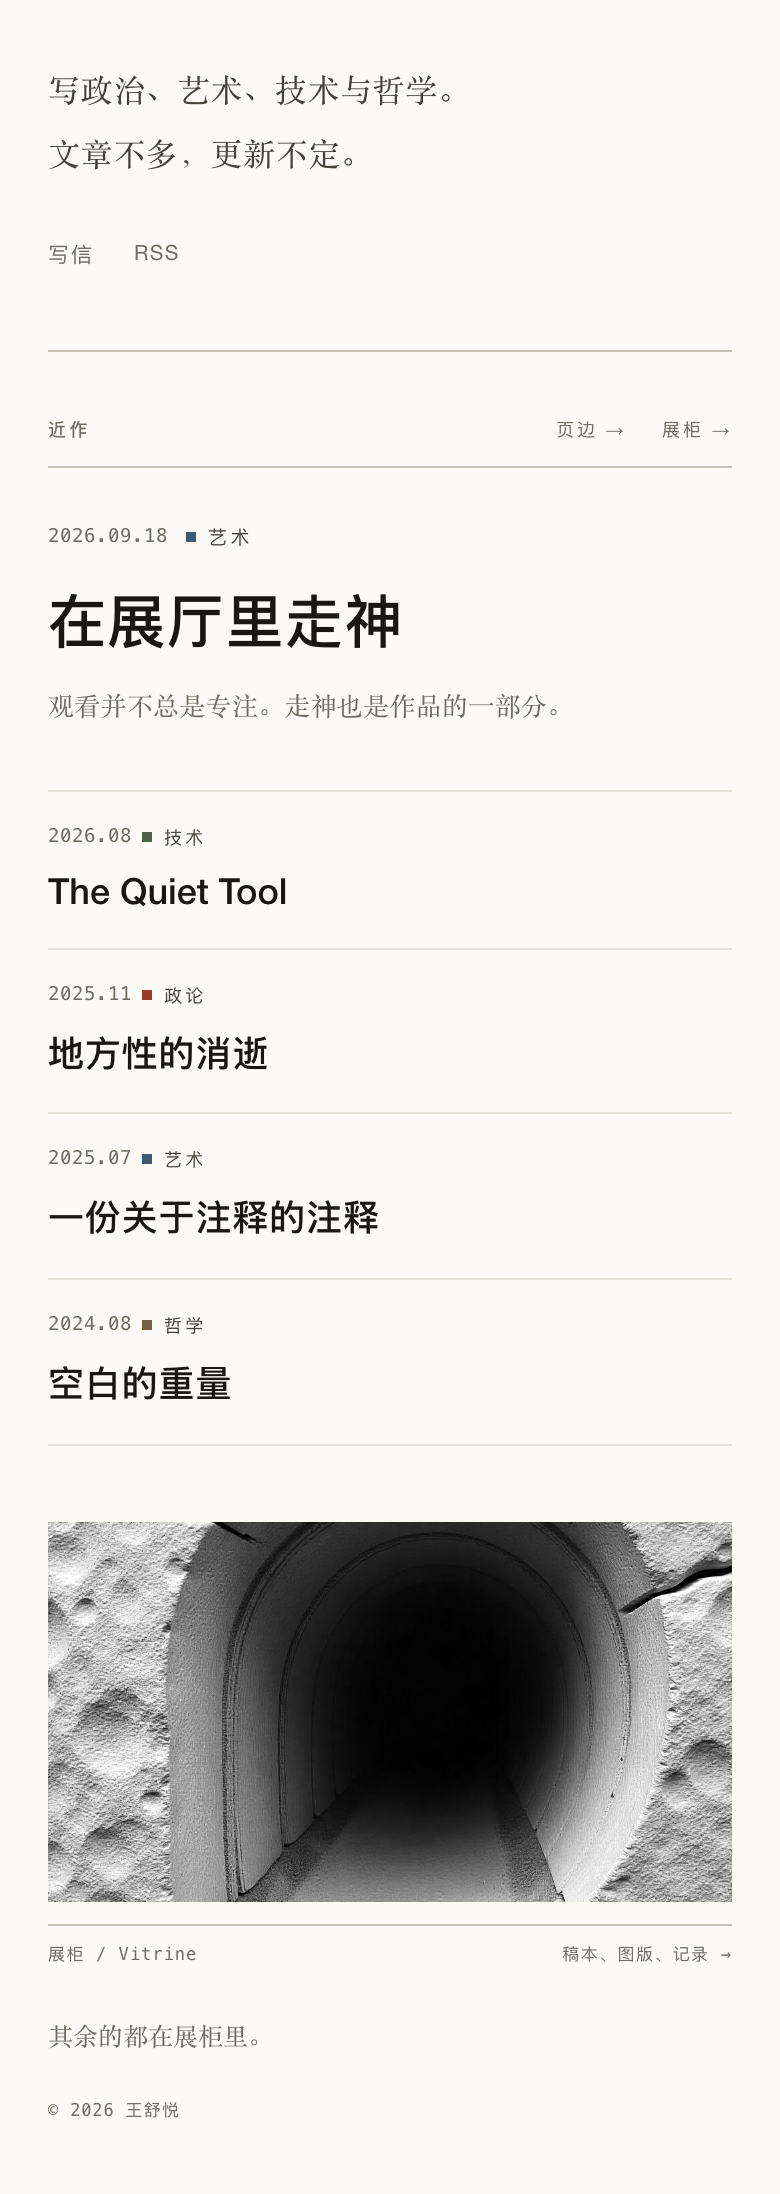 写政治、艺术、技术与哲学。
文章不多，更新不定。
写信 RSS
近作 页边 → 展柜 →
2026.09.18 艺术
在展厅里走神
观看并不总是专注。走神也是作品的一部分。
2026.08 技术
The Quiet Tool
2025.11 政论
地方性的消逝
2025.07 艺术
一份关于注释的注释
2024.08 哲学
空白的重量
展柜 / Vitrine 稿本、图版、记录 →
其余的都在展柜里。
© 2026 王舒悦